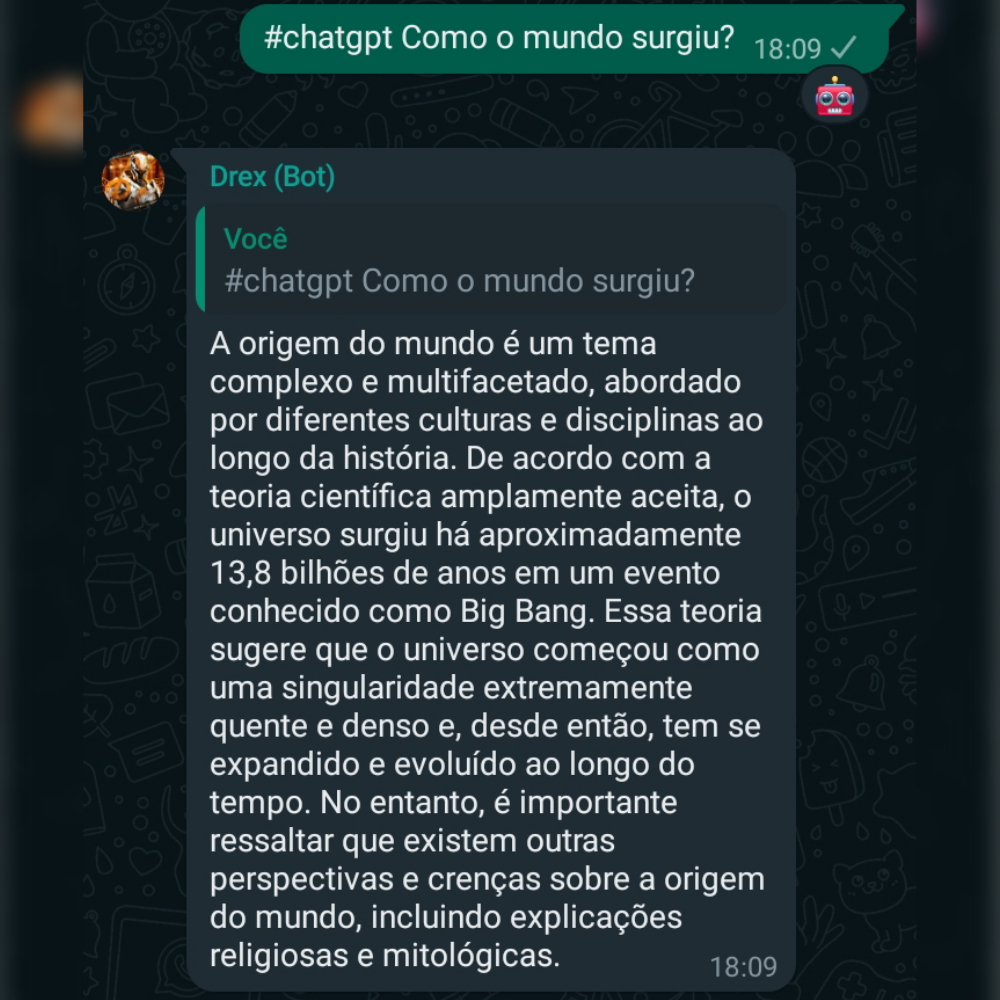 #chatgpt Como o mundo surgiu? 18:09
Drex (Bot)
Você
#chatgpt Como o mundo surgiu?
A origem do mundo é um tema
complexo e multifacetado, abordado
por diferentes culturas e disciplinas ao
longo da história. De acordo com a
teoria científica amplamente aceita, o
universo surgiu há aproximadamente
13,8 bilhões de anos em um evento
conhecido como Big Bang. Essa teoria
sugere que o universo começou como
uma singularidade extremamente
quente e denso e, desde então, tem se
expandido e evoluído ao longo do
tempo. No entanto, é importante
ressaltar que existem outras
perspectivas e crenças sobre a origem
do mundo, incluindo explicações
religiosas e mitológicas.
18:09